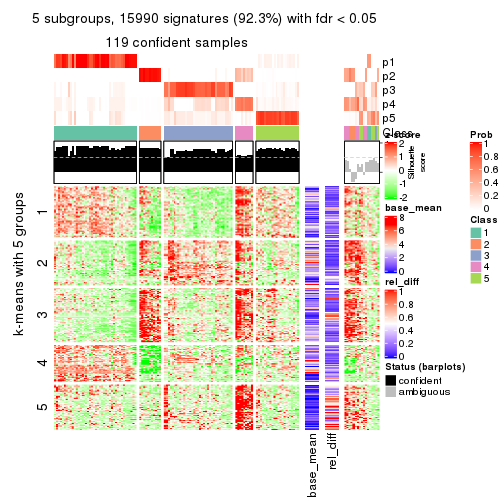 5 subgroups, 15990 signatures (92.3%) with fdr < 0.05
119 confident samples
p1
p2
p3
p4
p5
Class
Silhouette
score
k-means with 5 groups
1
2
3
4
5
base_mean
rel_diff
z-score
2
1
0
-1
-2
base_mean
8
6
4
2
0
rel_diff
1
0.8
0.6
0.4
0.2
0
Status (barplots)
confident
ambiguous
Prob
1
0.8
0.6
0.4
0.2
0
Class
1
2
3
4
5